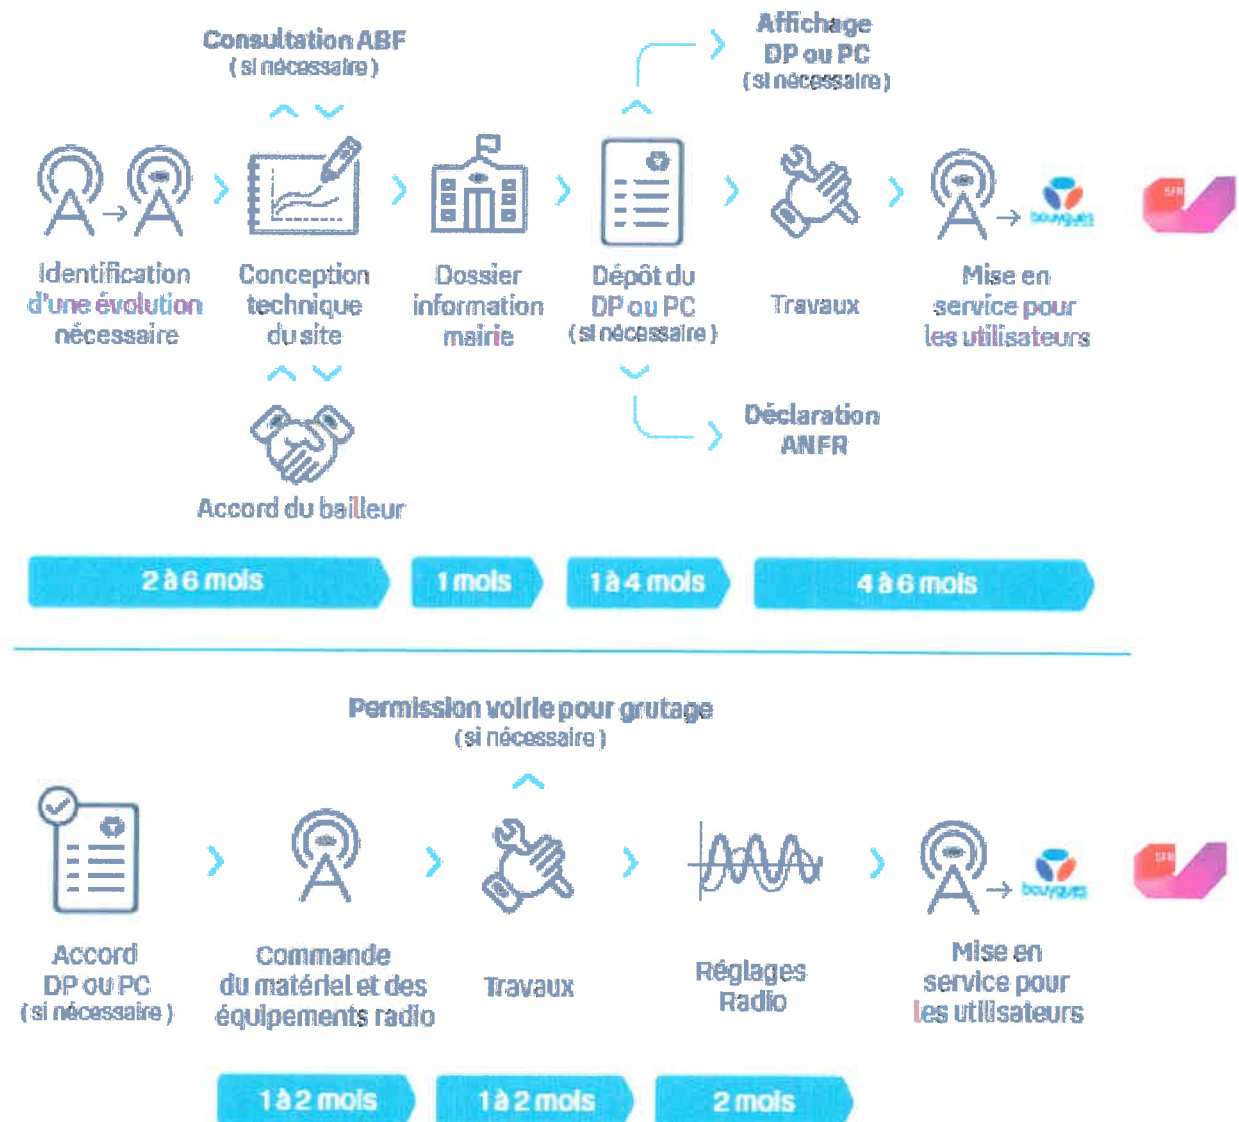 Consultation ABF
(si nécessaire)
Affichage
DP ou PC
(si nécessaire)
Identification
d'une évolution
nécessaire
Conception
technique
du site
Dossier
information
mairie
Dépôt du
DP ou PC
(si nécessaire)
Travaux
Mise en
service pour
les utilisateurs
bouygues
SFR
Accord du bailleur
Déclaration
ANFR
2 à 6 mois
1 mois
1 à 4 mois
4 à 6 mois
Permission voirie pour grutage
(si nécessaire)
Accord
DP ou PC
(si nécessaire)
Commande
du matériel et des
équipements radio
Travaux
Réglages
Radio
Mise en
service pour
les utilisateurs
bouygues
SFR
1 à 2 mois
1 à 2 mois
2 mois